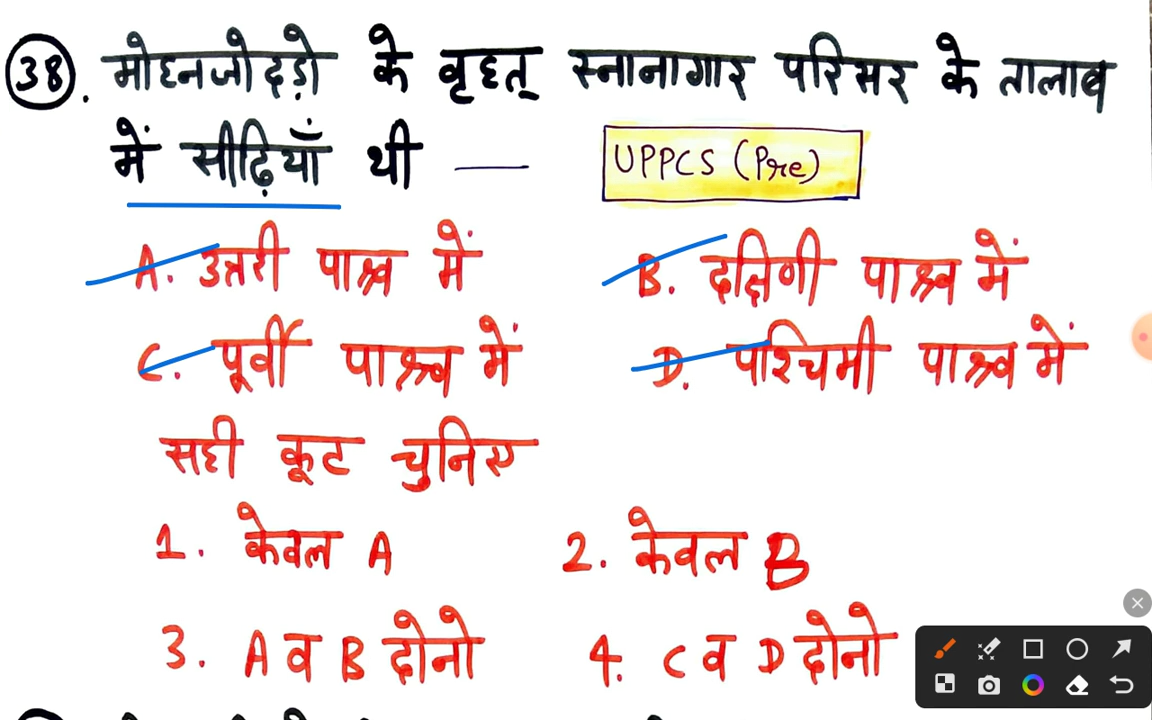 38. मोहनजोदड़ो के वृहत् स्नानागार परिसर के तालाब
में सीढ़ियाँ थी —
UPPCS (Pre)
A. उत्तरी पार्श्व में B. दक्षिणी पार्श्व में
C. पूर्वी पार्श्व में D. पश्चिमी पार्श्व में
सही कूट चुनिए
1. केवल A 2. केवल B
3. A व B दोनो 4. C व D दोनो